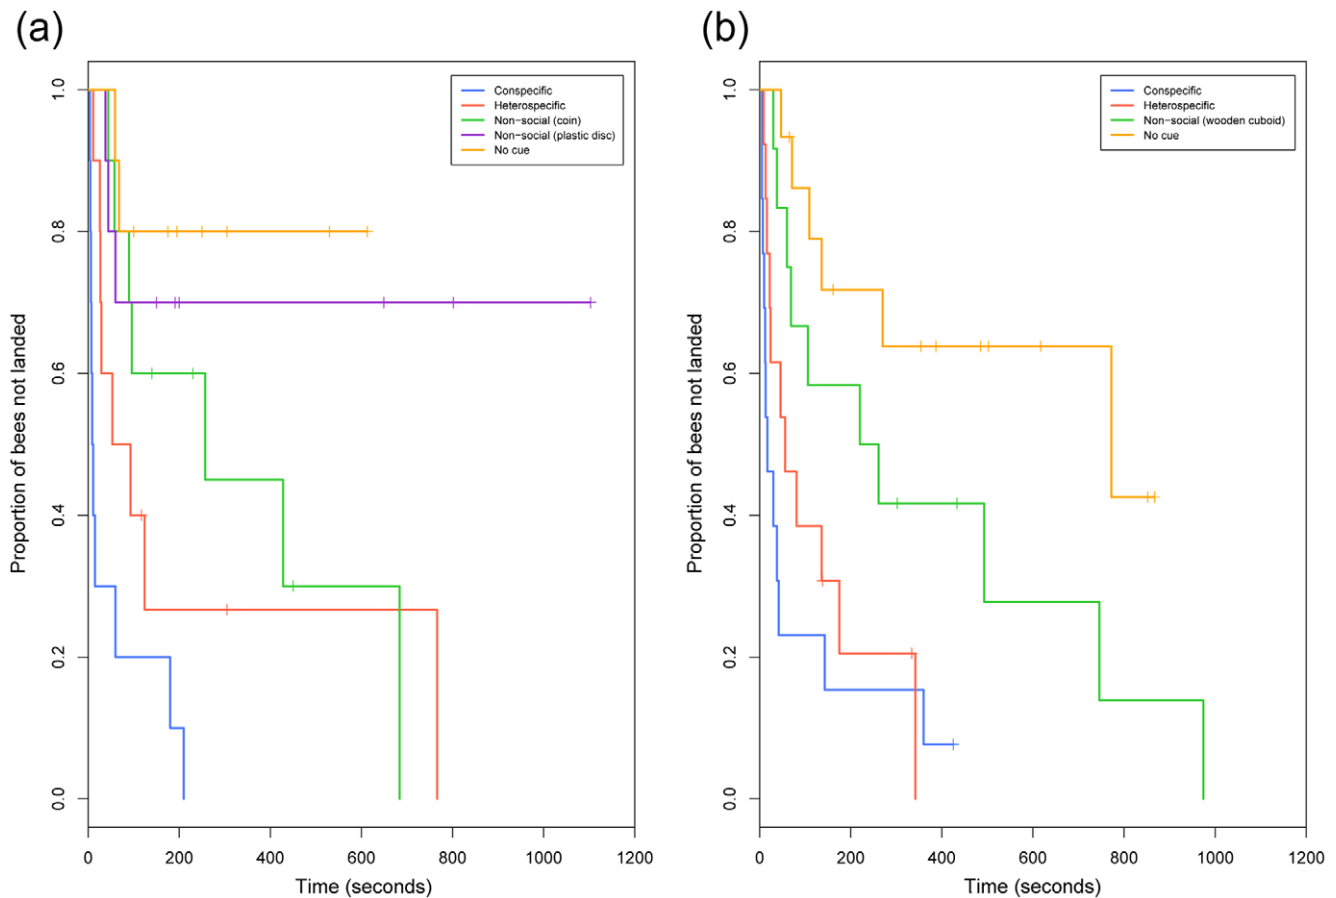 (a)
Proportion of bees not landed
1.0
0.8
0.6
0.4
0.2
0.0
Conspecific
Heterospecific
Non−social (coin)
Non−social (plastic disc)
No cue
0
200
400
600
800
1000
1200
Time (seconds)
(b)
Proportion of bees not landed
1.0
0.8
0.6
0.4
0.2
0.0
Conspecific
Heterospecific
Non−social (wooden cuboid)
No cue
0
200
400
600
800
1000
1200
Time (seconds)